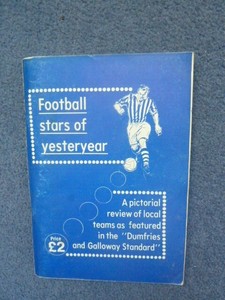 Football
stars of
yesteryear
A pictorial
review of local
teams as featured
in the "Dumfries
and Galloway Standard"
Price
£2